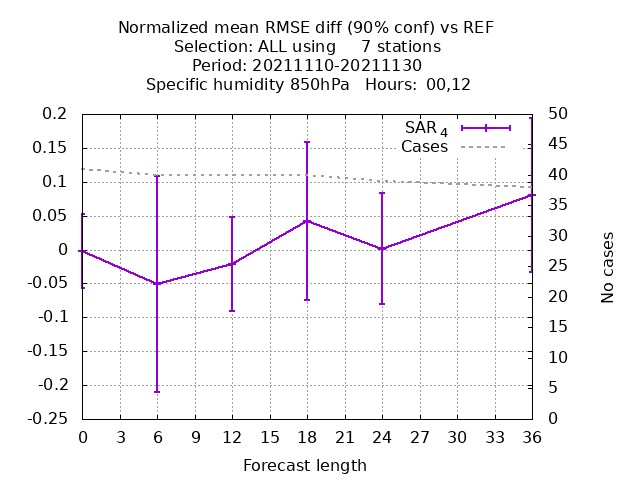 Normalized mean RMSE diff (90% conf) vs REF
Selection: ALL using     7 stations
Period: 20211110-20211130
Specific humidity 850hPa   Hours:  00,12
SAR 4
Cases
0.2
0.15
0.1
0.05
0
-0.05
-0.1
-0.15
-0.2
-0.25
50
45
40
35
30
25
20
15
10
5
0
No cases
0 3 6 9 12 15 18 21 24 27 30 33 36
Forecast length